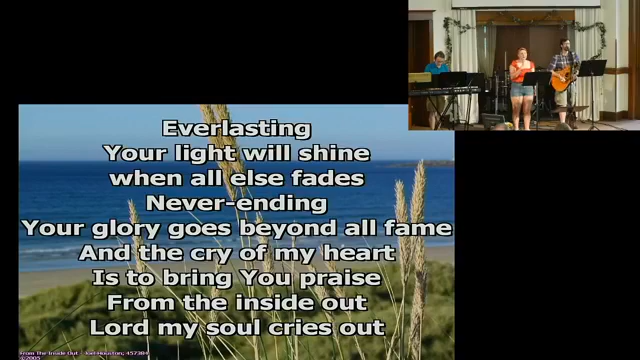 Everlasting
Your light will shine
when all else fades
Never-ending
Your glory goes beyond all fame
And the cry of my heart
Is to bring You praise
From the inside out
Lord my soul cries out
From The Inside Out - Joel Houston; 457384
©2005